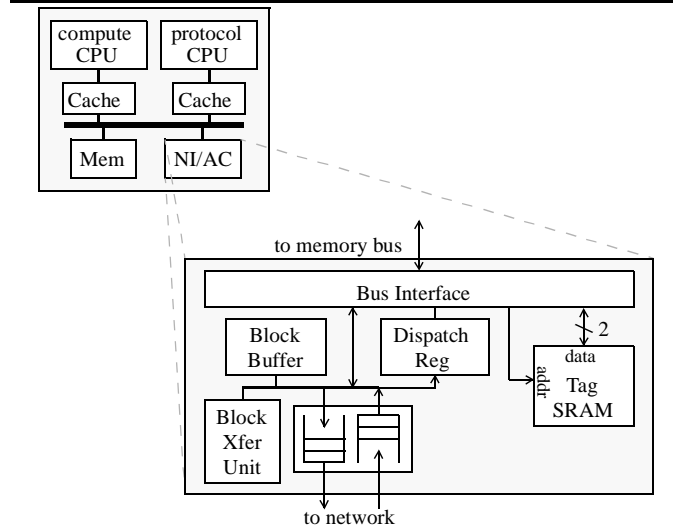 compute
CPU
protocol
CPU
Cache
Cache
Mem
NI/AC
to memory bus
Bus Interface
Block
Buffer
Dispatch
Reg
2
data
addr
Tag
SRAM
Block
Xfer
Unit
to network